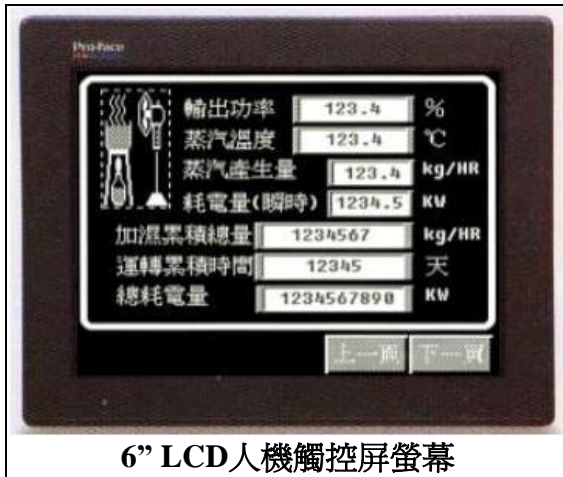 Pro-face
輸出功率 123.4 %
蒸汽溫度 123.4 ℃
蒸汽產生量 123.4 kg/HR
耗電量(瞬時) 1234.5 KW
加濕累積總量 1234567 kg/HR
運轉累積時間 12345 天
總耗電量 1234567890 KW
上一頁 下一頁
6” LCD人機觸控屏螢幕